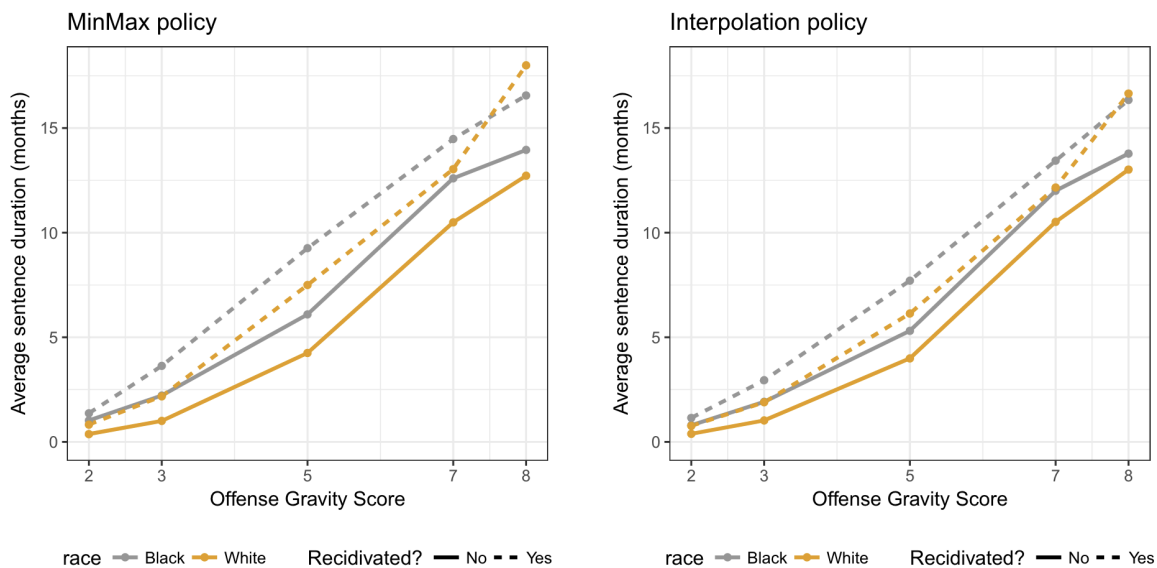 MinMax policy
Average sentence duration (months)
15
10
5
0
2 3 5 7 8
Offense Gravity Score
race Black White Recidivated? No Yes
Interpolation policy
Average sentence duration (months)
15
10
5
0
2 3 5 7 8
Offense Gravity Score
race Black White Recidivated? No Yes